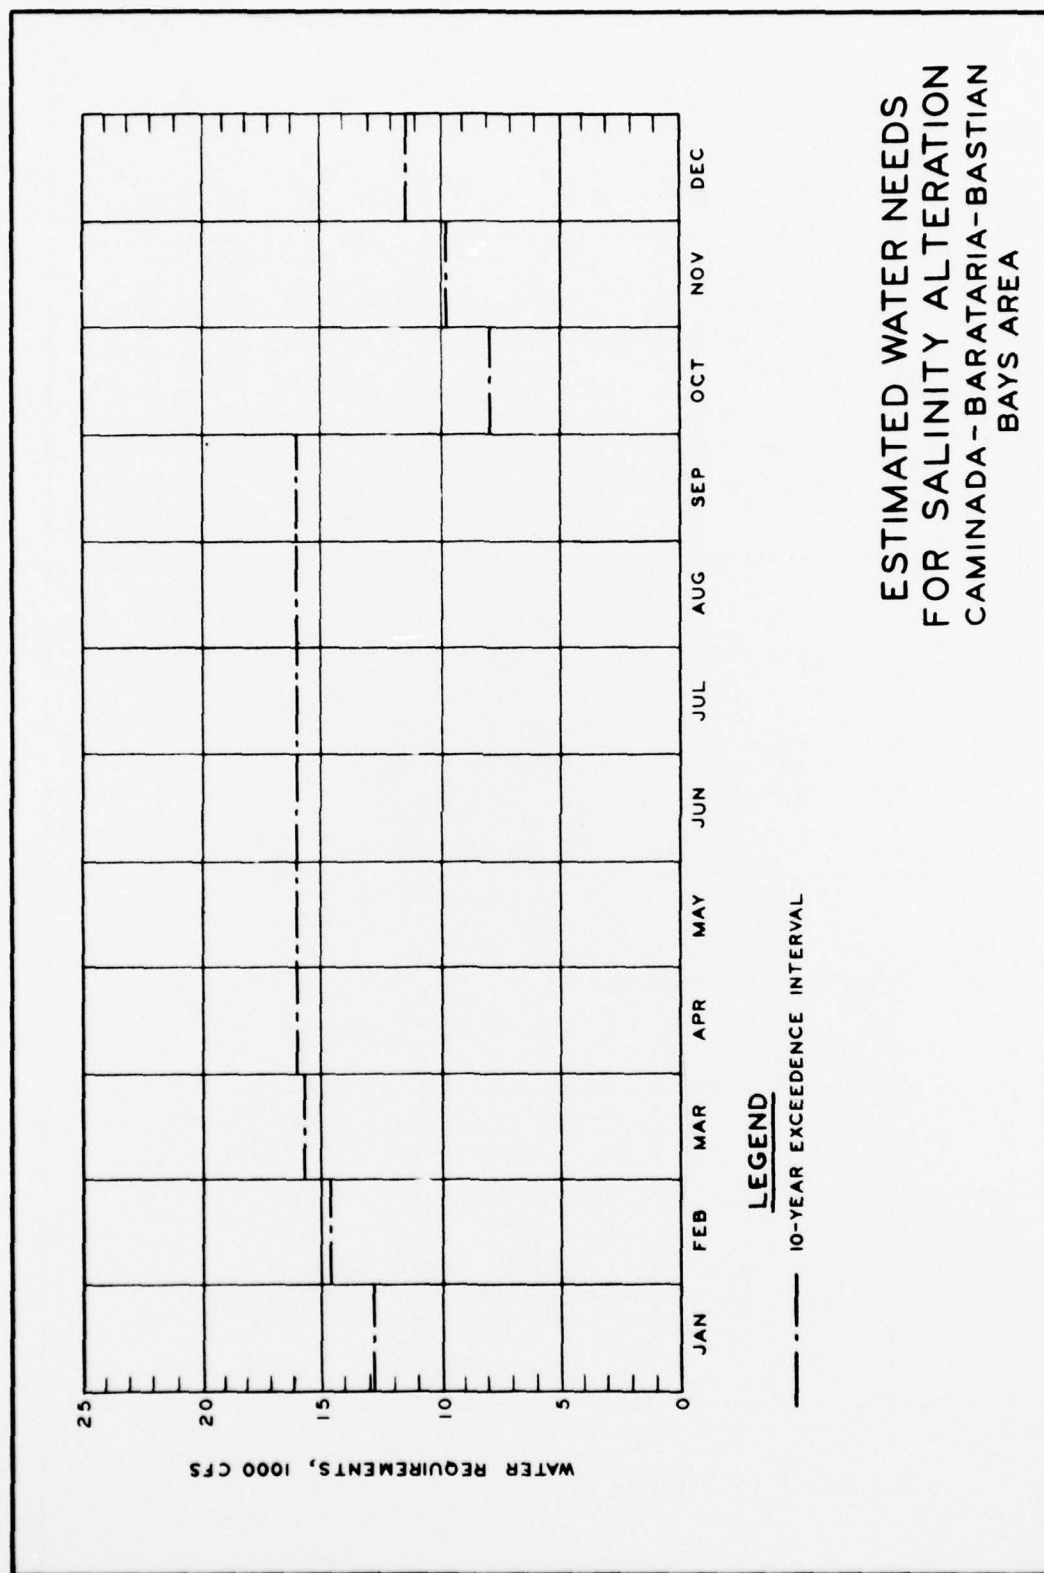 25
20
15
10
5
0
WATER REQUIREMENTS, 1000 CFS
JAN FEB MAR APR MAY JUN JUL AUG SEP OCT NOV DEC
LEGEND
10-YEAR EXCEEDENCE INTERVAL
ESTIMATED WATER NEEDS
FOR SALINITY ALTERATION
CAMINADA-BARATARIA-BASTIAN
BAYS AREA